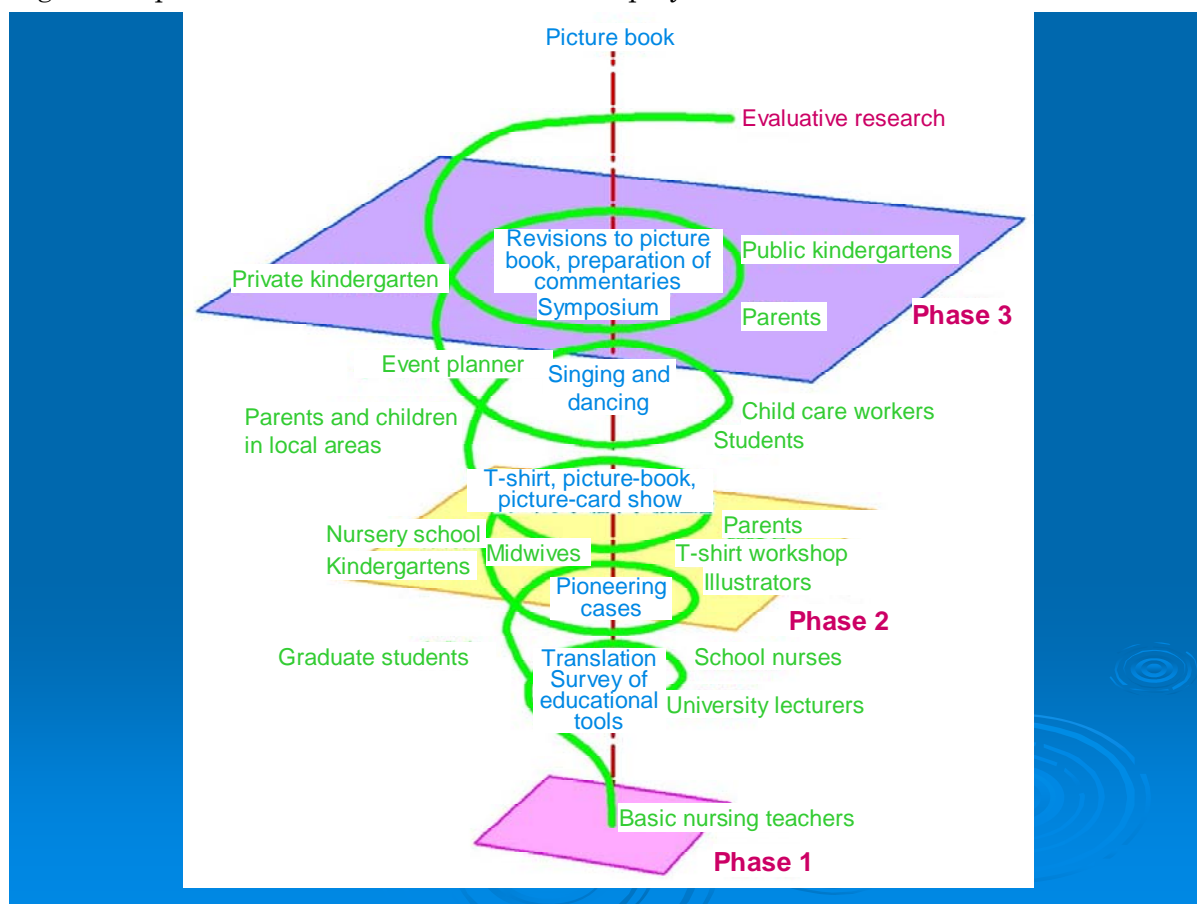 Picture book
Evaluative research
Revisions to picture
book, preparation of
commentaries
Symposium
Public kindergartens
Private kindergarten
Parents
Phase 3
Event planner
Singing and
dancing
Parents and children
in local areas
Child care workers
Students
T-shirt, picture-book,
picture-card show
Parents
Nursery school
Midwives
T-shirt workshop
Kindergartens
Illustrators
Pioneering
cases
Phase 2
Graduate students
Translation
Survey of
educational
tools
School nurses
University lecturers
Basic nursing teachers
Phase 1